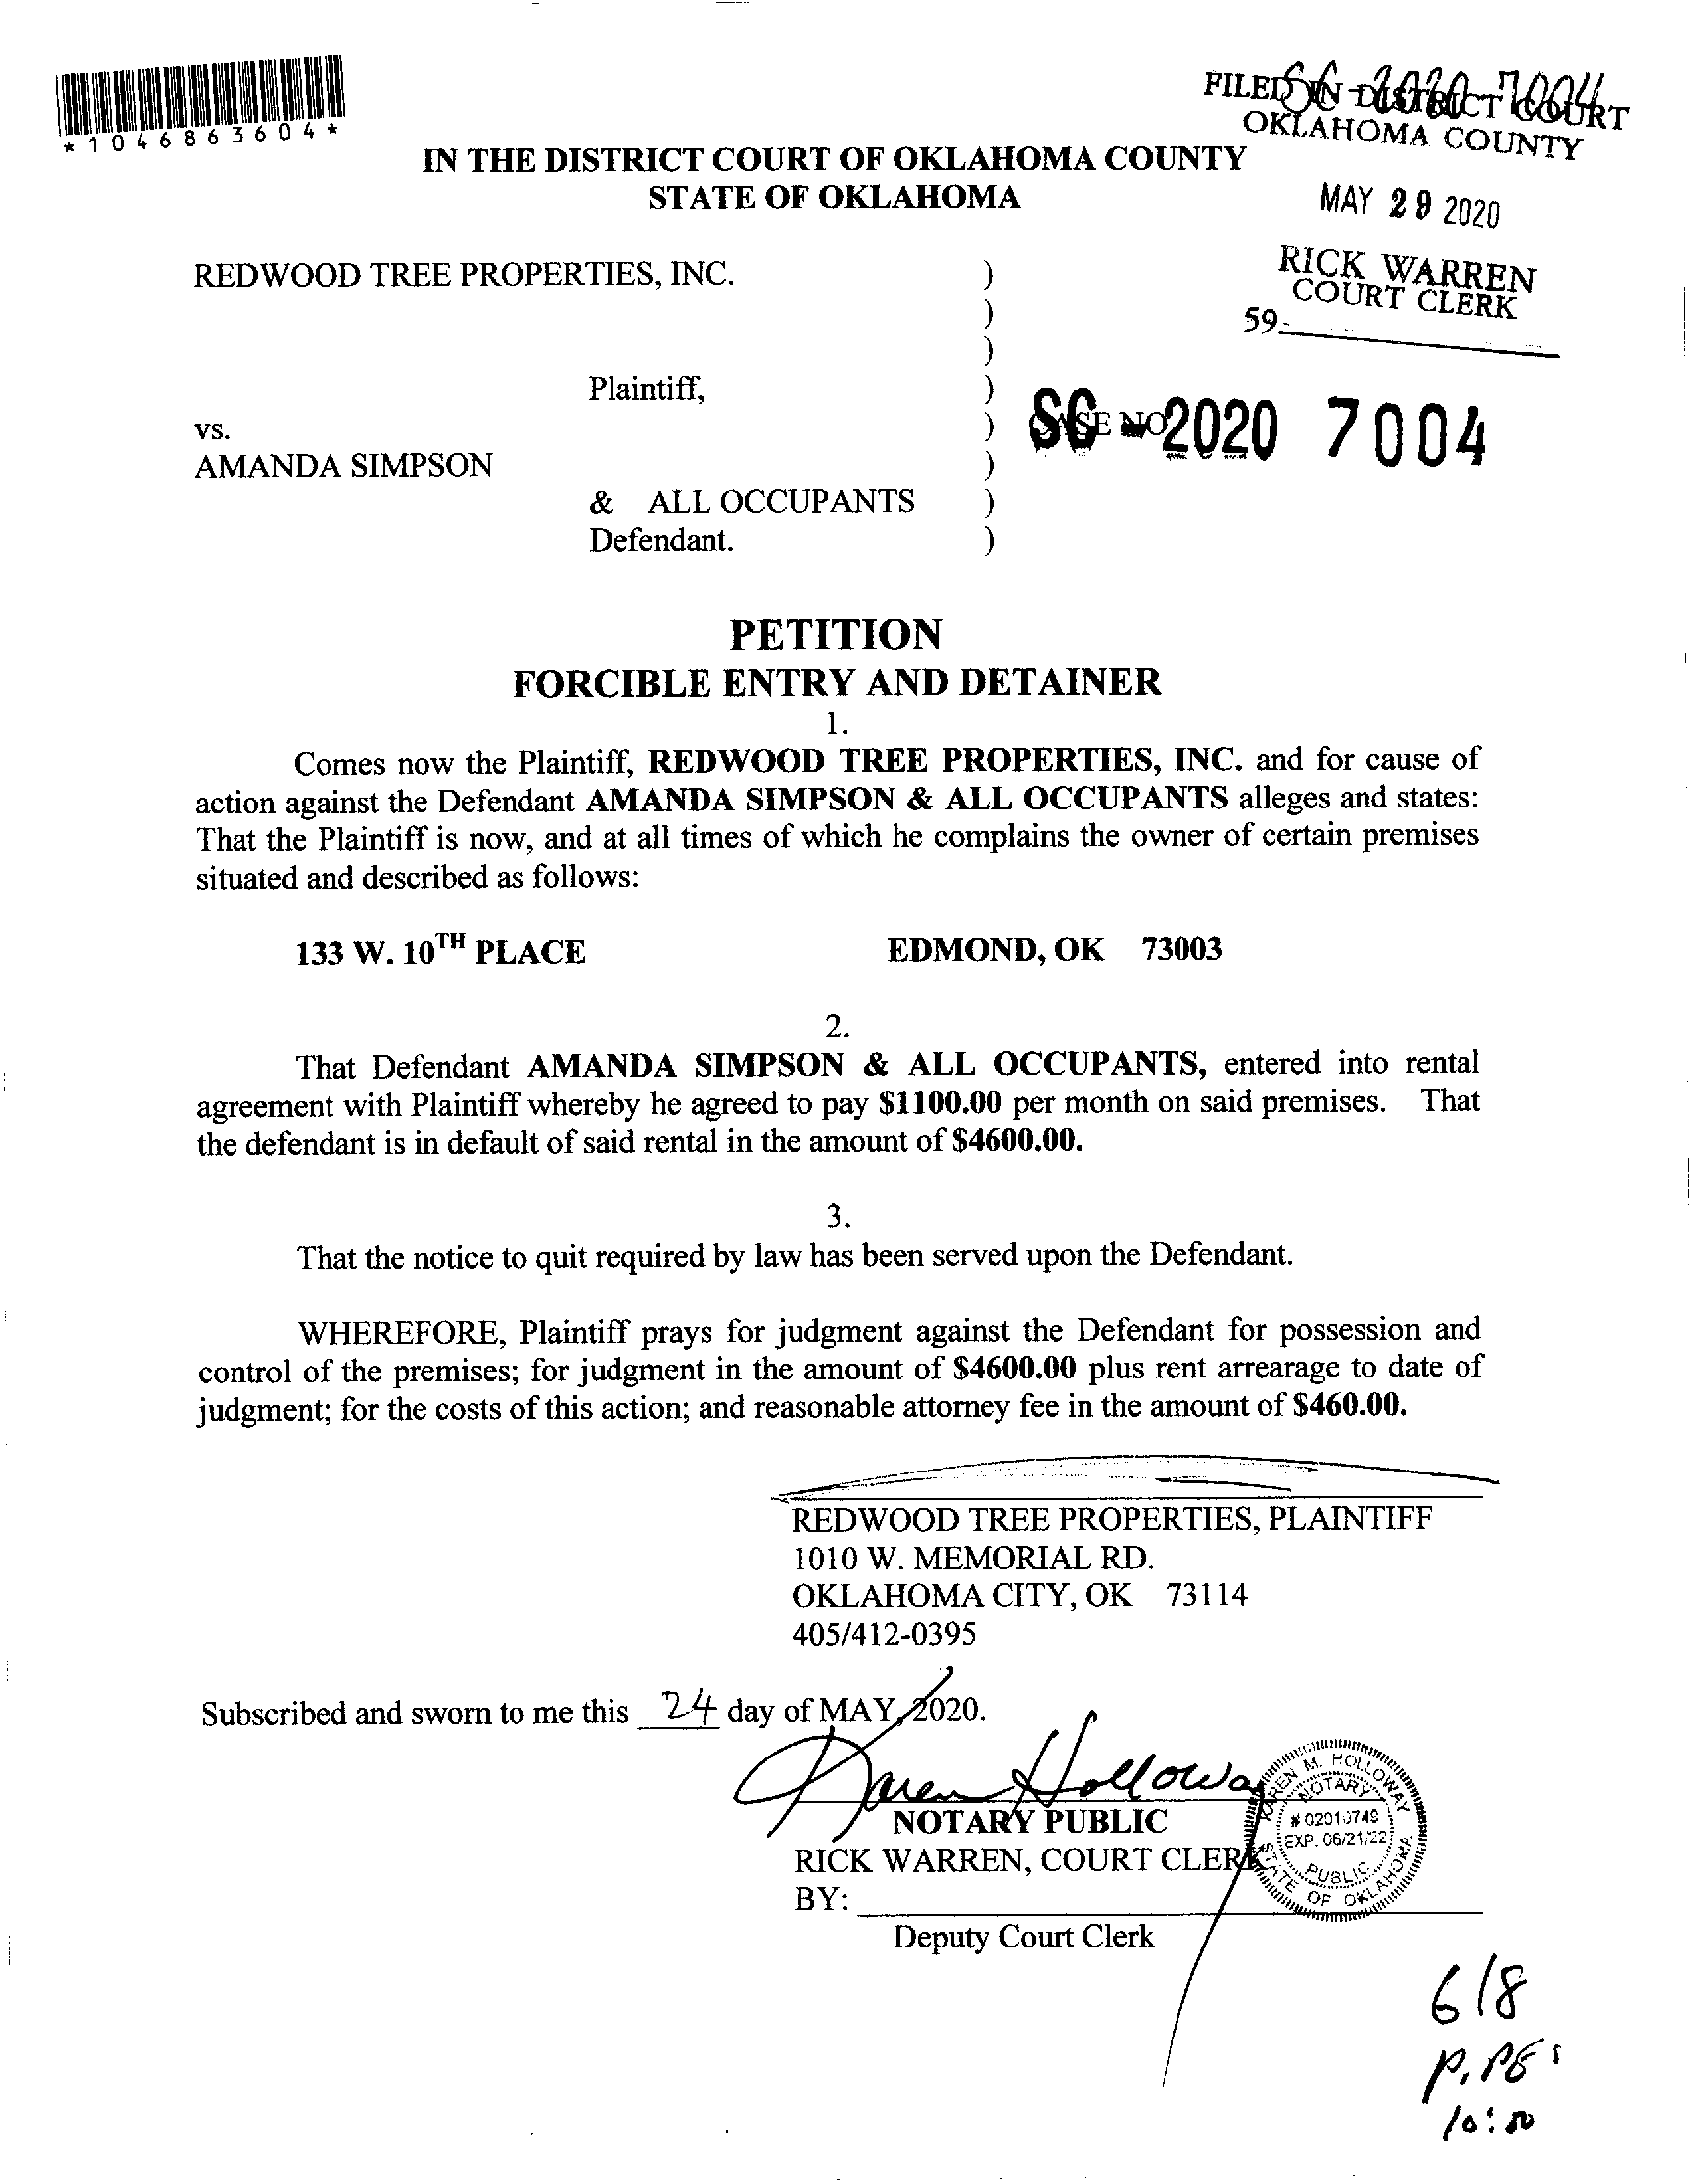 *1046863604*
SC-2020-7004
FILED IN DISTRICT COURT
OKLAHOMA COUNTY
IN THE DISTRICT COURT OF OKLAHOMA COUNTY
STATE OF OKLAHOMA
MAY 29 2020
RICK WARREN
COURT CLERK
59
REDWOOD TREE PROPERTIES, INC. )
)
)
Plaintiff, )
vs. )
CASE NO
SC - 2020 7004
AMANDA SIMPSON )
& ALL OCCUPANTS )
Defendant. )
PETITION
FORCIBLE ENTRY AND DETAINER
1.
Comes now the Plaintiff, REDWOOD TREE PROPERTIES, INC. and for cause of
action against the Defendant AMANDA SIMPSON & ALL OCCUPANTS alleges and states:
That the Plaintiff is now, and at all times of which he complains the owner of certain premises
situated and described as follows:
133 W. 10TH PLACE EDMOND, OK 73003
2.
That Defendant AMANDA SIMPSON & ALL OCCUPANTS, entered into rental
agreement with Plaintiff whereby he agreed to pay $1100.00 per month on said premises. That
the defendant is in default of said rental in the amount of $4600.00.
3.
That the notice to quit required by law has been served upon the Defendant.
WHEREFORE, Plaintiff prays for judgment against the Defendant for possession and
control of the premises; for judgment in the amount of $4600.00 plus rent arrearage to date of
judgment; for the costs of this action; and reasonable attorney fee in the amount of $460.00.
REDWOOD TREE PROPERTIES, PLAINTIFF
1010 W. MEMORIAL RD.
OKLAHOMA CITY, OK 73114
405/412-0395
Subscribed and sworn to me this 24 day of MAY, 2020.
Karen Holloway
NOTARY PUBLIC
KAREN M. HOLLOWAY
NOTARY
EXP. 06/21/22
PUBLIC
STATE OF OKLAHOMA
RICK WARREN, COURT CLERK
BY:
Deputy Court Clerk
6/8
10:00